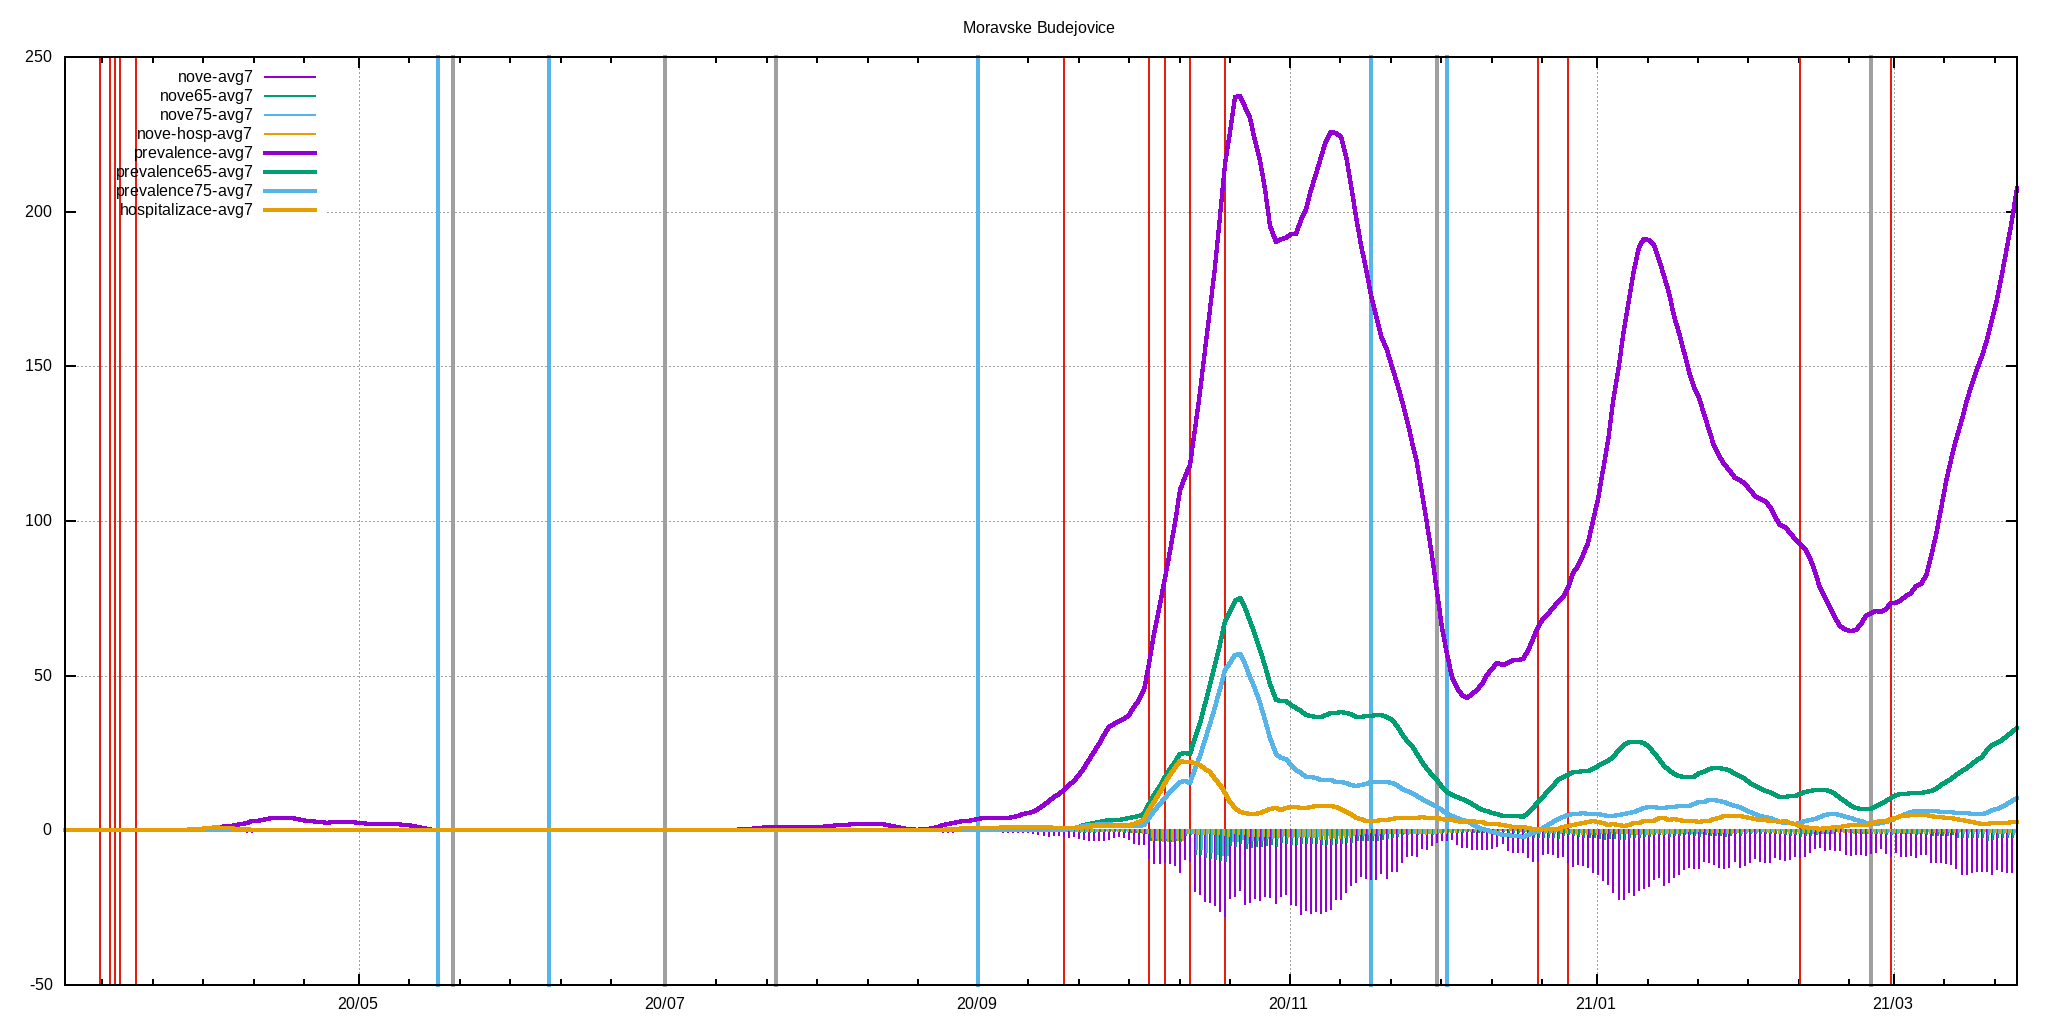 Moravske Budejovice
250
200
150
100
50
0
-50
nove-avg7
nove65-avg7
nove75-avg7
nove-hosp-avg7
prevalence-avg7
prevalence65-avg7
prevalence75-avg7
hospitalizace-avg7
20/05 20/07 20/09 20/11 21/01 21/03